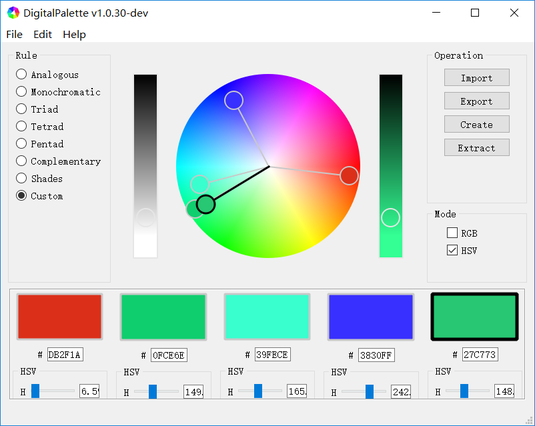 DigitalPalette v1.0.30-dev
File Edit Help
Rule
Analogous
Monochromatic
Triad
Tetrad
Pentad
Complementary
Shades
Custom
Operation
Import
Export
Create
Extract
Mode
RGB
HSV
# DB2F1A # 0FCE6E # 39FECE # 3830FF # 27C773
HSV HSV HSV HSV HSV
H 6.5 H 149. H 165. H 242. H 148.